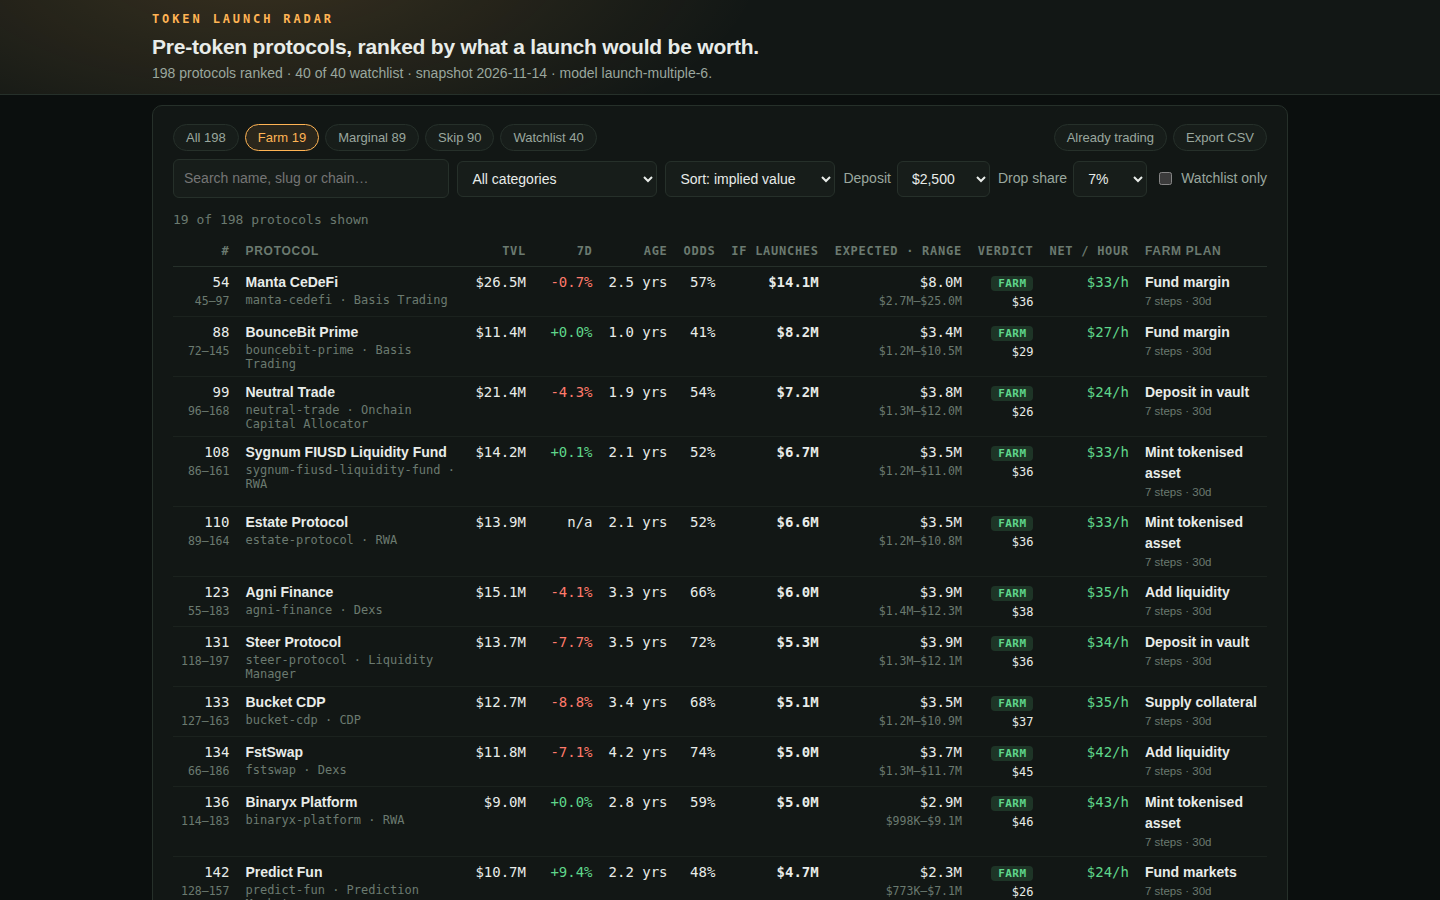 TOKEN LAUNCH RADAR
Pre-token protocols, ranked by what a launch would be worth.
198 protocols ranked · 40 of 40 watchlist · snapshot 2026-11-14 · model launch-multiple-6.
All 198 Farm 19 Marginal 89 Skip 90 Watchlist 40 Already trading Export CSV
Search name, slug or chain… All categories Sort: implied value Deposit $2,500 Drop share 7% Watchlist only
19 of 198 protocols shown
# PROTOCOL TVL 7D AGE ODDS IF LAUNCHES EXPECTED · RANGE VERDICT NET / HOUR FARM PLAN
54 Manta CeDeFi $26.5M -0.7% 2.5 yrs 57% $14.1M $8.0M FARM $33/h Fund margin
45–97 manta-cedefi · Basis Trading $2.7M–$25.0M $36 7 steps · 30d
88 BounceBit Prime $11.4M +0.0% 1.0 yrs 41% $8.2M $3.4M FARM $27/h Fund margin
72–145 bouncebit-prime · Basis $1.2M–$10.5M $29 7 steps · 30d
Trading
99 Neutral Trade $21.4M -4.3% 1.9 yrs 54% $7.2M $3.8M FARM $24/h Deposit in vault
96–168 neutral-trade · Onchain $1.3M–$12.0M $26 7 steps · 30d
Capital Allocator
108 Sygnum FIUSD Liquidity Fund $14.2M +0.1% 2.1 yrs 52% $6.7M $3.5M FARM $33/h Mint tokenised
86–161 sygnum-fiusd-liquidity-fund · $1.2M–$11.0M $36 asset
RWA 7 steps · 30d
110 Estate Protocol $13.9M n/a 2.1 yrs 52% $6.6M $3.5M FARM $33/h Mint tokenised
89–164 estate-protocol · RWA $1.2M–$10.8M $36 asset
7 steps · 30d
123 Agni Finance $15.1M -4.1% 3.3 yrs 66% $6.0M $3.9M FARM $35/h Add liquidity
55–183 agni-finance · Dexs $1.4M–$12.3M $38 7 steps · 30d
131 Steer Protocol $13.7M -7.7% 3.5 yrs 72% $5.3M $3.9M FARM $34/h Deposit in vault
118–197 steer-protocol · Liquidity $1.3M–$12.1M $36 7 steps · 30d
Manager
133 Bucket CDP $12.7M -8.8% 3.4 yrs 68% $5.1M $3.5M FARM $35/h Supply collateral
127–163 bucket-cdp · CDP $1.2M–$10.9M $37 7 steps · 30d
134 FstSwap $11.8M -7.1% 4.2 yrs 74% $5.0M $3.7M FARM $42/h Add liquidity
66–186 fstswap · Dexs $1.3M–$11.7M $45 7 steps · 30d
136 Binaryx Platform $9.0M +0.0% 2.8 yrs 59% $5.0M $2.9M FARM $43/h Mint tokenised
114–183 binaryx-platform · RWA $998K–$9.1M $46 asset
7 steps · 30d
142 Predict Fun $10.7M +9.4% 2.2 yrs 48% $4.7M $2.3M FARM $24/h Fund markets
128–157 predict-fun · Prediction $773K–$7.1M $26 7 steps · 30d